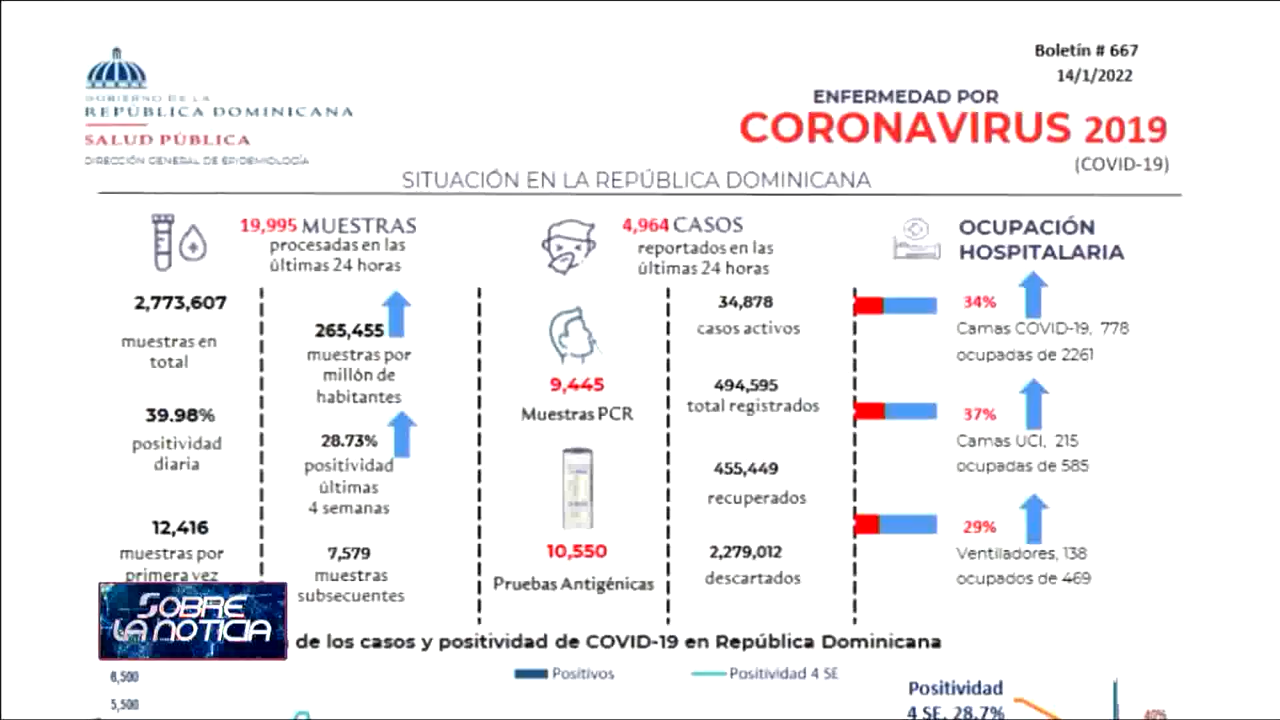 Boletín # 667
14/1/2022
GOBIERNO DE LA
REPÚBLICA DOMINICANA
SALUD PÚBLICA
DIRECCIÓN GENERAL DE EPIDEMIOLOGÍA
ENFERMEDAD POR
CORONAVIRUS 2019
(COVID-19)
SITUACIÓN EN LA REPÚBLICA DOMINICANA
19,995 MUESTRAS
procesadas en las
últimas 24 horas
2,773,607
muestras en
total
39.98%
positividad
diaria
12,416
muestras por
primera vez
265,455
muestras por
millón de
habitantes
28.73%
positividad
últimas
4 semanas
7,579
muestras
subsecuentes
4,964 CASOS
reportados en las
últimas 24 horas
9,445
Muestras PCR
10,550
Pruebas Antigénicas
34,878
casos activos
494,595
total registrados
455,449
recuperados
2,279,012
descartados
OCUPACIÓN
HOSPITALARIA
34%
Camas COVID-19, 778
ocupadas de 2261
37%
Camas UCI, 215
ocupadas de 585
29%
Ventiladores, 138
ocupados de 469
SOBRE
LA NOTICIA
de los casos y positividad de COVID-19 en República Dominicana
Positivos
Positividad 4 SE
6,500
5,500
Positividad
4 SE, 28.7%
40%